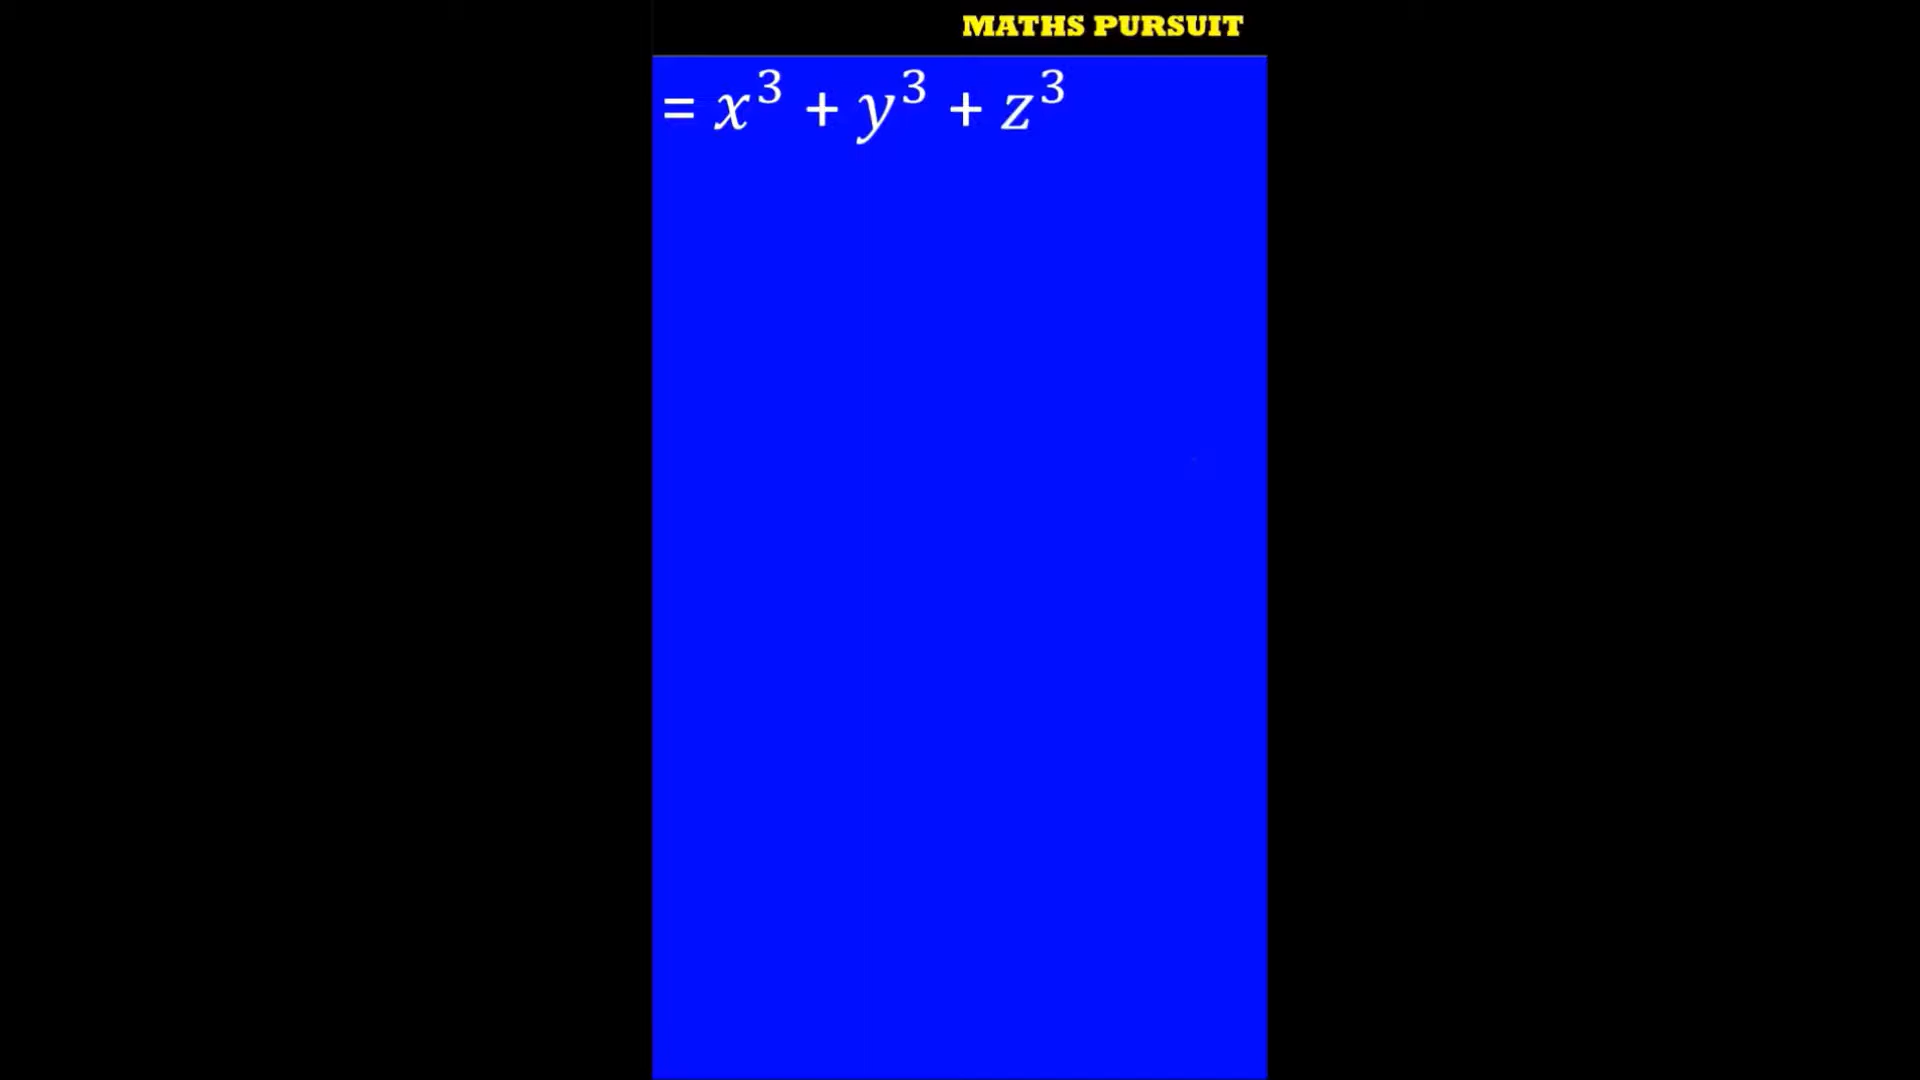 MATHS PURSUIT
= x³ + y³ + z³